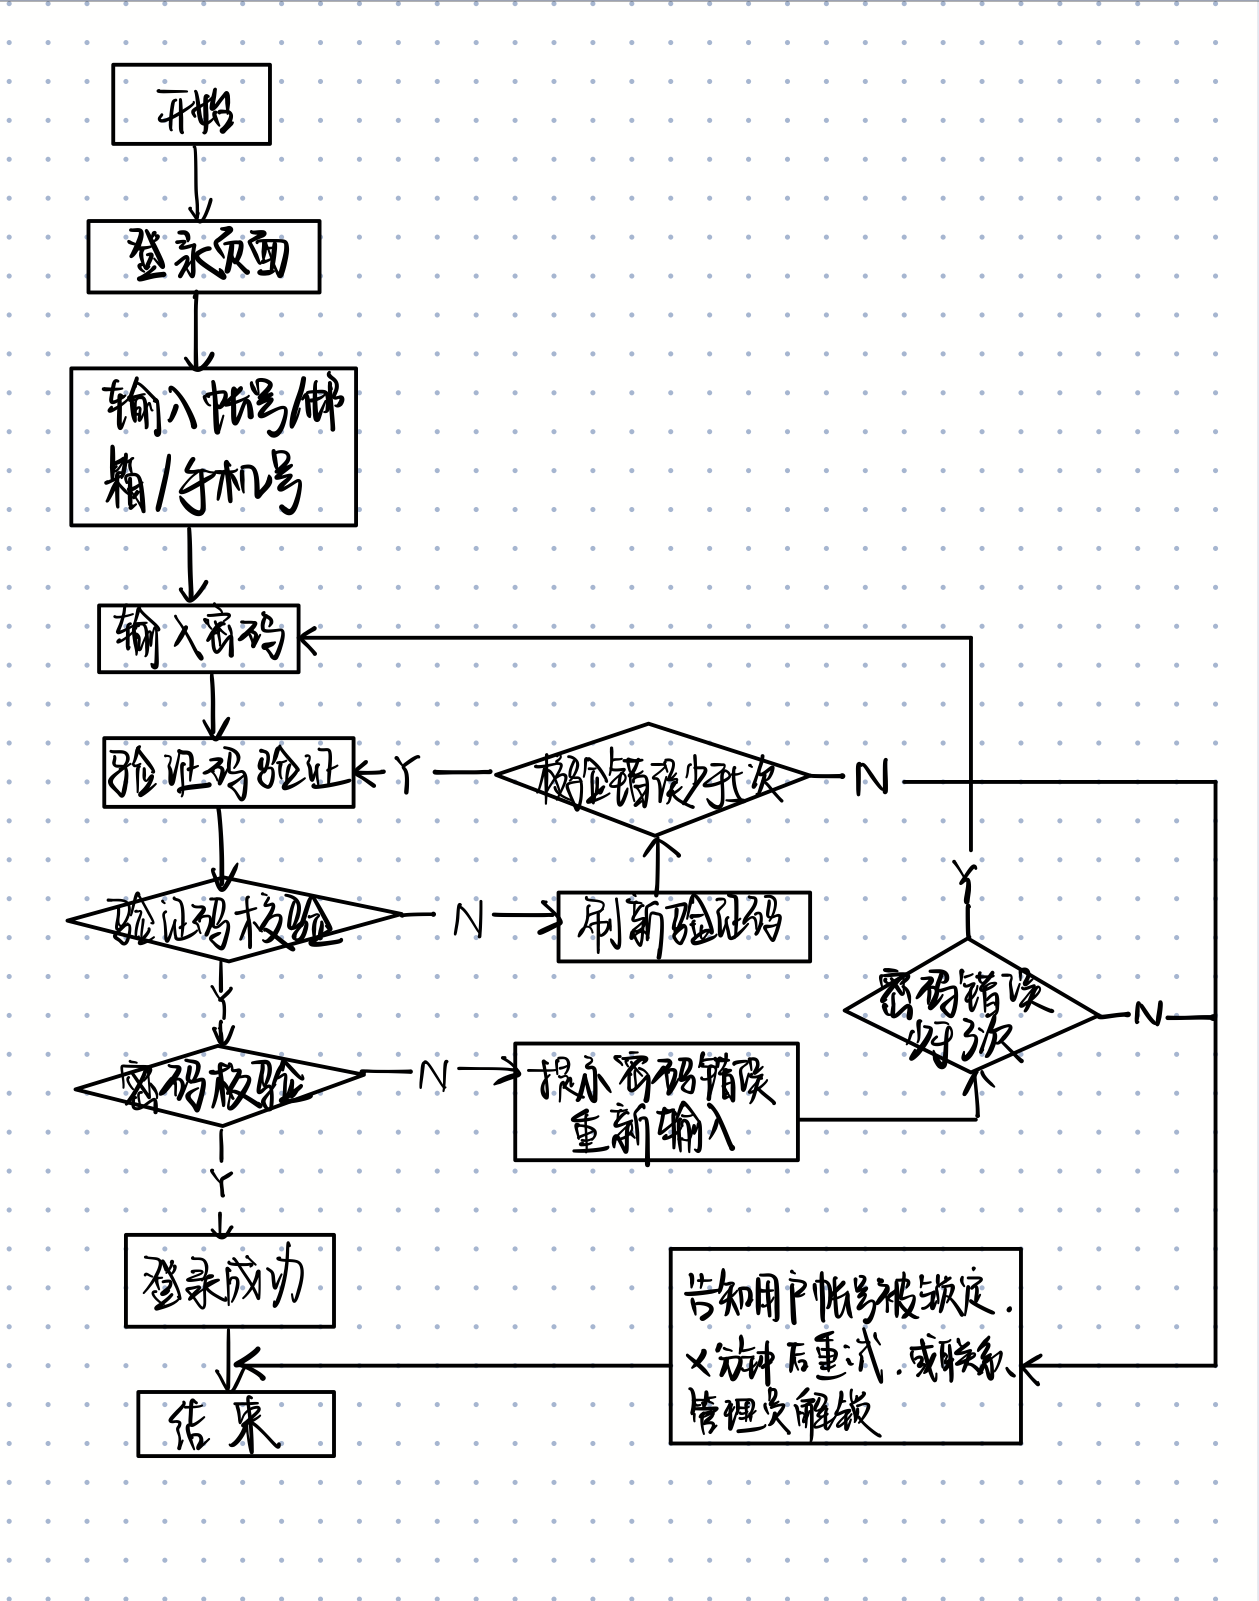 开始
登录页面
输入帐号/邮
箱/手机号
输入密码
验证码验证
Y
校验错误少于5次
N
验证码校验
N
刷新验证码
Y
密码错误
少于3次
N
Y
密码校验
N
提示密码错误
重新输入
Y
登录成功
告知用户帐号被锁定.
X分钟后重试.或联系
管理员解锁
结束